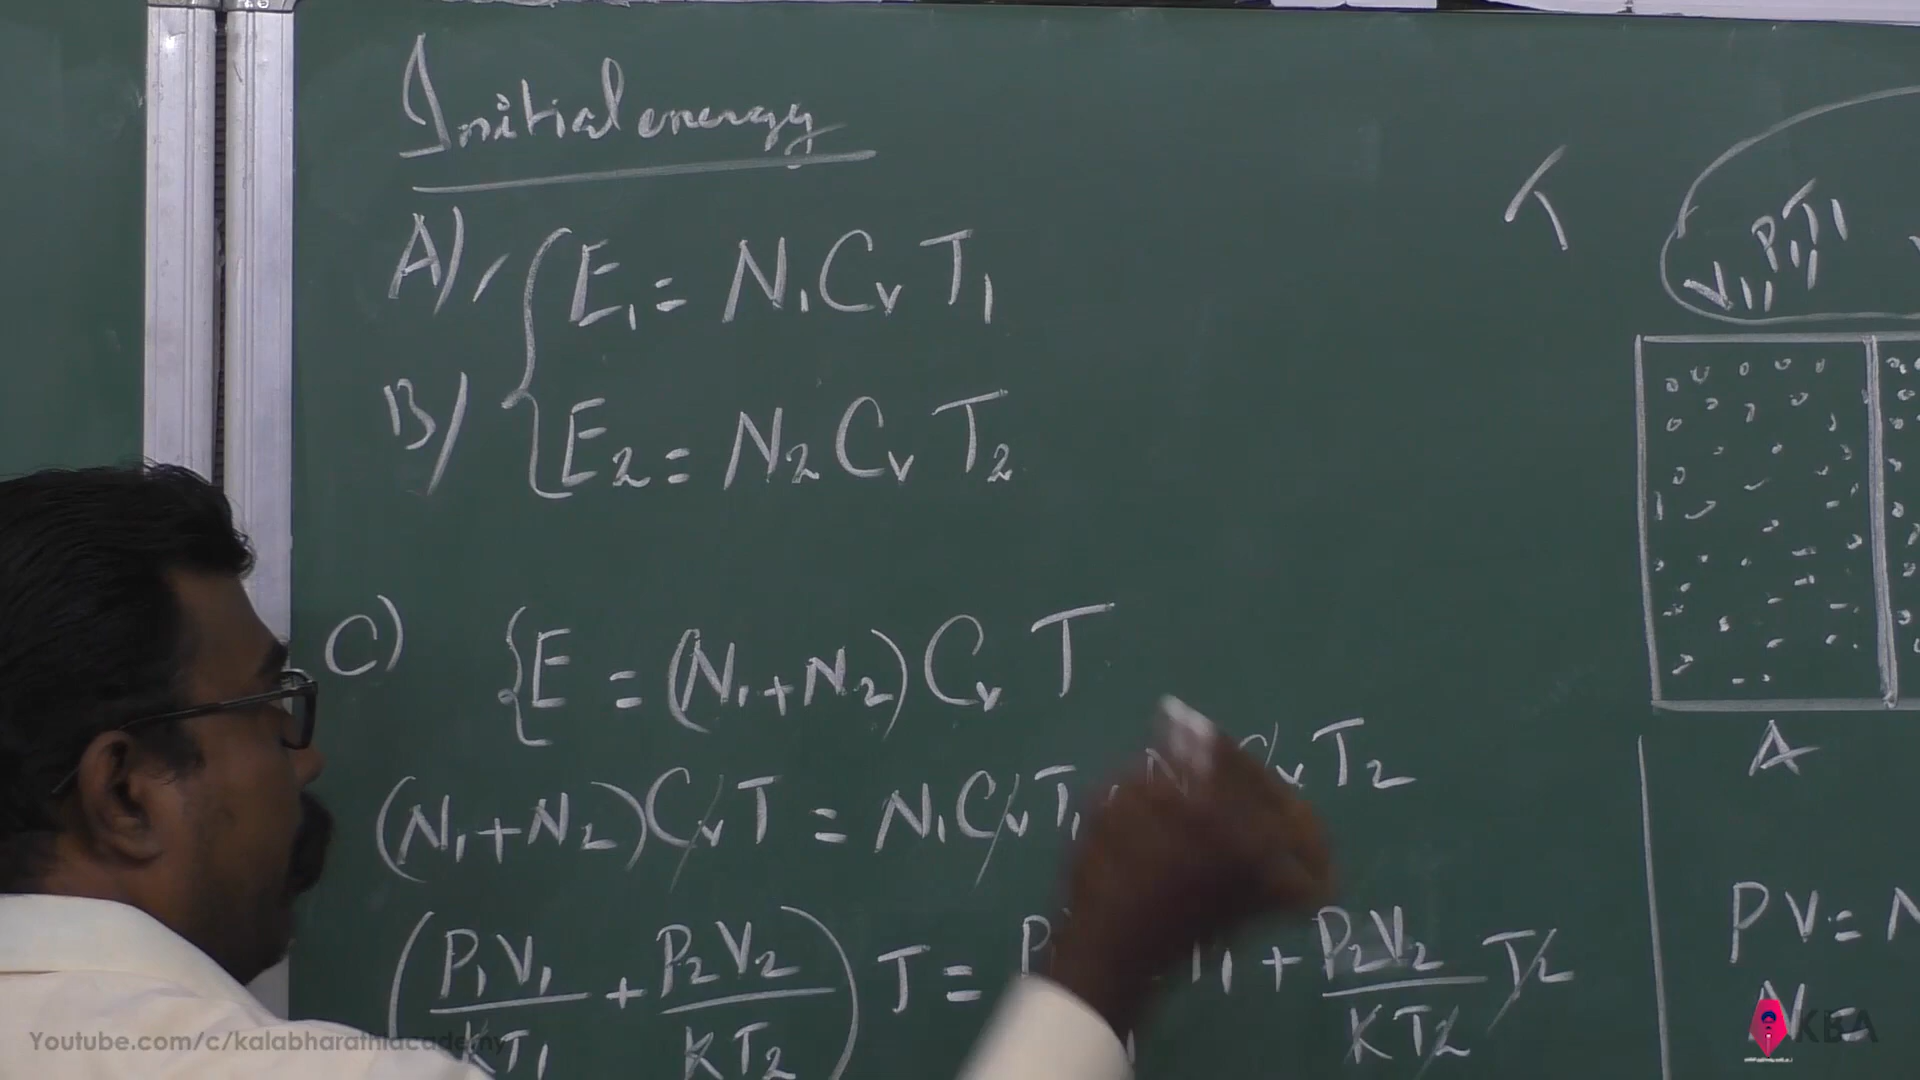 Initial energy
A) E₁ = N₁ Cᵥ T₁
B) E₂ = N₂ Cᵥ T₂
C) E = (N₁+N₂) Cᵥ T
(N₁+N₂) Cᵥ T = N₁ Cᵥ T₁ Cᵥ T₂
(P₁V₁/KT₁ + P₂V₂/KT₂) T = P + P₂V₂/KT₂ T₂
P₁ T₁
V₁,
A
PV = N
N =
KBA
Youtube.com/c/kalabharathiacademy